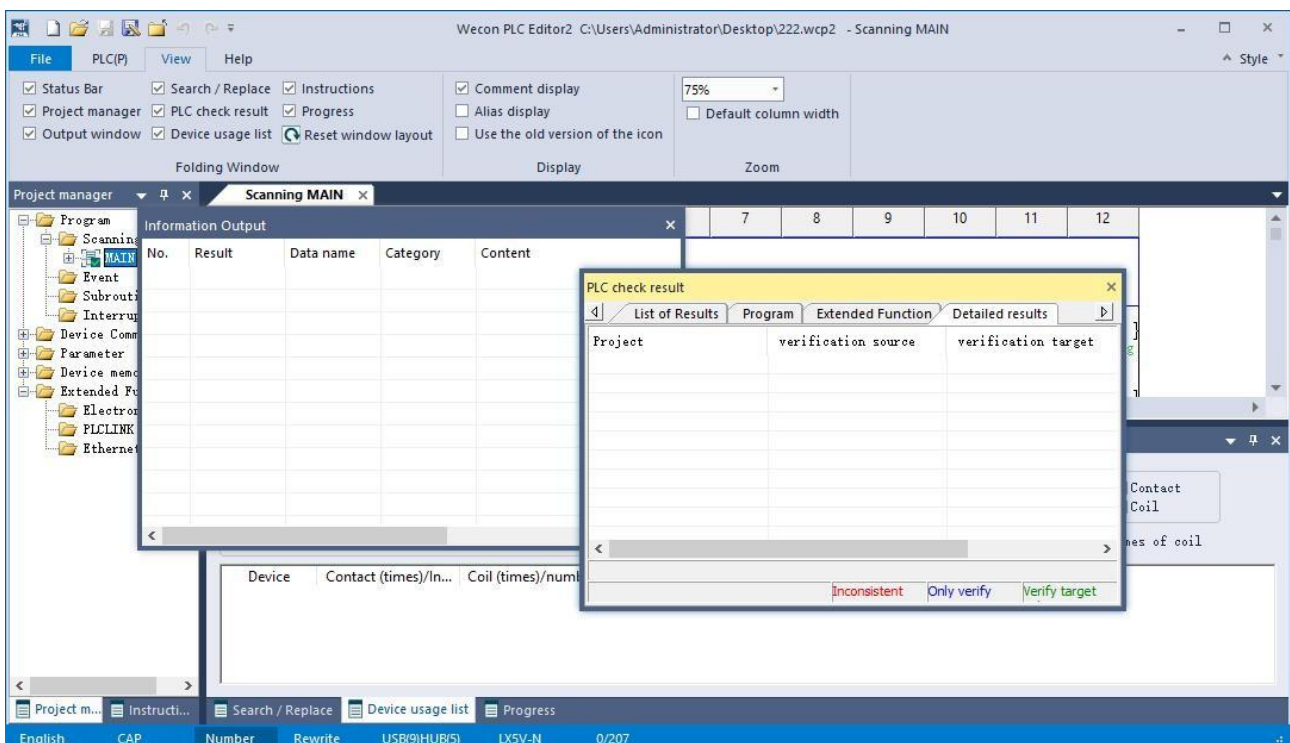 Wecon PLC Editor2 C:\Users\Administrator\Desktop\222.wcp2 - Scanning MAIN
File PLC(P) View Help Style
Status Bar Search / Replace Instructions Comment display 75%
Project manager PLC check result Progress Alias display Default column width
Output window Device usage list Reset window layout Use the old version of the icon
Folding Window Display Zoom
Project manager Scanning MAIN
Program
Scanning
MAIN
Event
Subrouti
Interrup
Device Comm
Parameter
Device memo
Extended Fu
Electron
PLCLINK
Ethernet
Information Output
No. Result Data name Category Content
7 8 9 10 11 12
PLC check result
List of Results Program Extended Function Detailed results
Project verification source verification target
Contact
Coil
mes of coil
Device Contact (times)/In... Coil (times)/numb
Inconsistent Only verify Verify target
Project m... Instructi... Search / Replace Device usage list Progress
English CAP Number Rewrite USB(9)HUB(5) LX5V-N 0/207